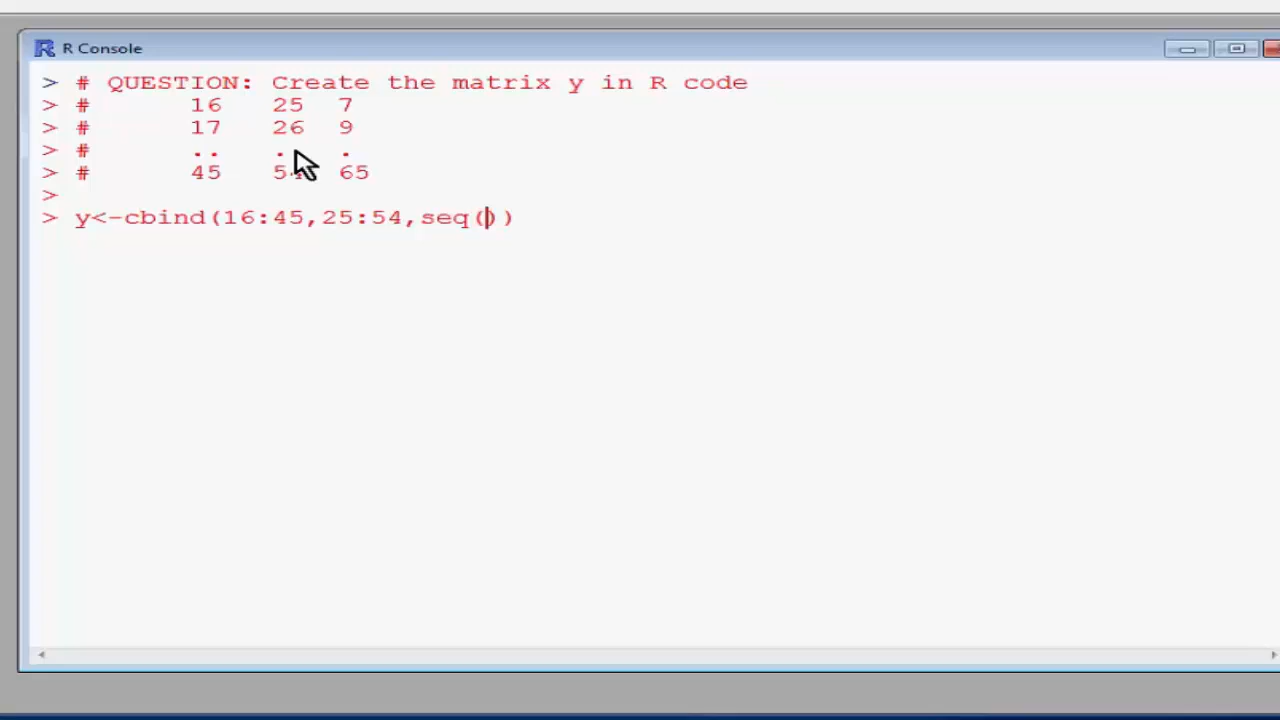 R Console
> # QUESTION: Create the matrix y in R code
> # 16 25 7
> # 17 26 9
> # .. . .
> # 45 54 65
>
> y<-cbind(16:45,25:54,seq())